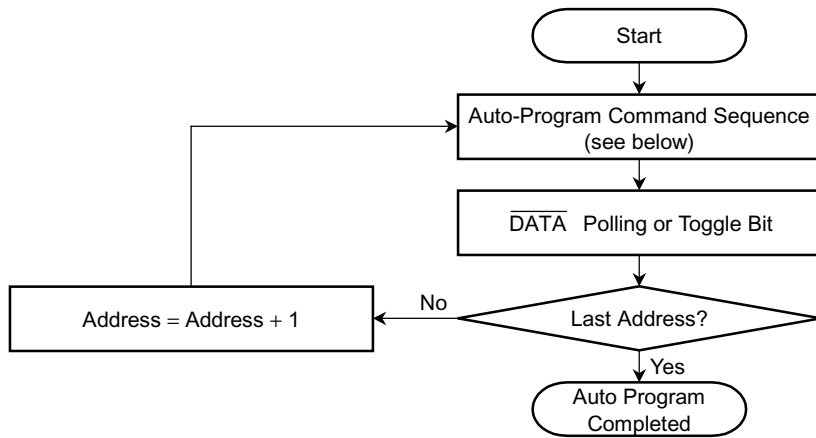 Start
Auto-Program Command Sequence
(see below)
D̅A̅T̅A̅ Polling or Toggle Bit
No
Address = Address + 1
Last Address?
Yes
Auto Program
Completed